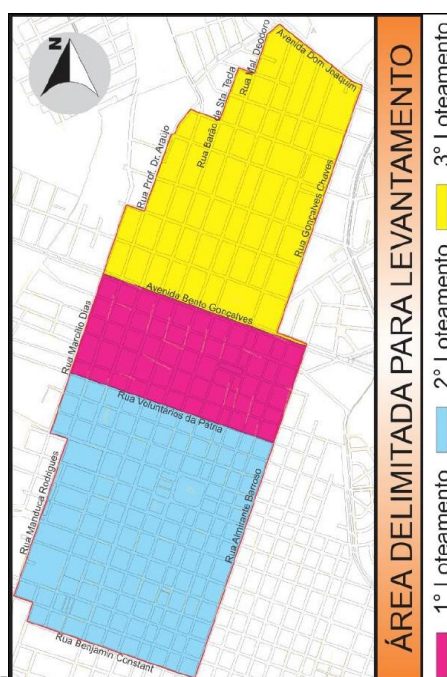 N
Avenida Dom Joaquim
Rua Mal. Deodoro
Rua Barão de Sta. Tecla
Rua Prof. Dr. Araújo
Rua Gonçalves Chaves
Avenida Bento Gonçalves
Rua Marcílio Dias
Rua Voluntários da Patria
Rua Manduca Rodrigues
Rua Almirante Barroso
Rua Benjamin Constant
ÁREA DELIMITADA PARA LEVANTAMENTO
1° Loteamento
2° Loteamento
3° Loteamento